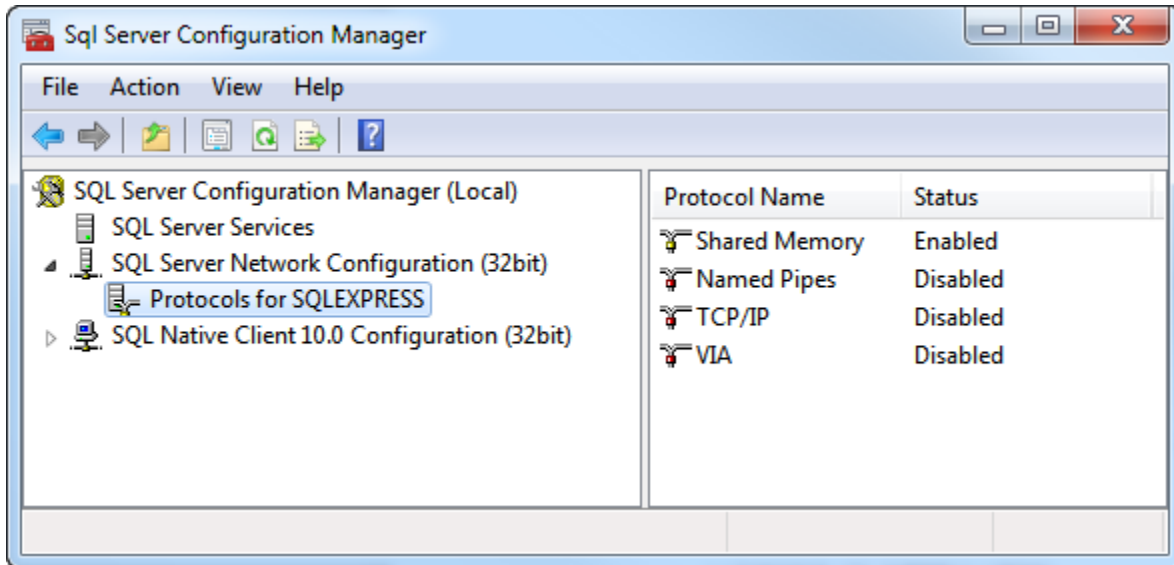 Sql Server Configuration Manager
File Action View Help
SQL Server Configuration Manager (Local)
SQL Server Services
SQL Server Network Configuration (32bit)
Protocols for SQLEXPRESS
SQL Native Client 10.0 Configuration (32bit)
Protocol Name Status
Shared Memory Enabled
Named Pipes Disabled
TCP/IP Disabled
VIA Disabled